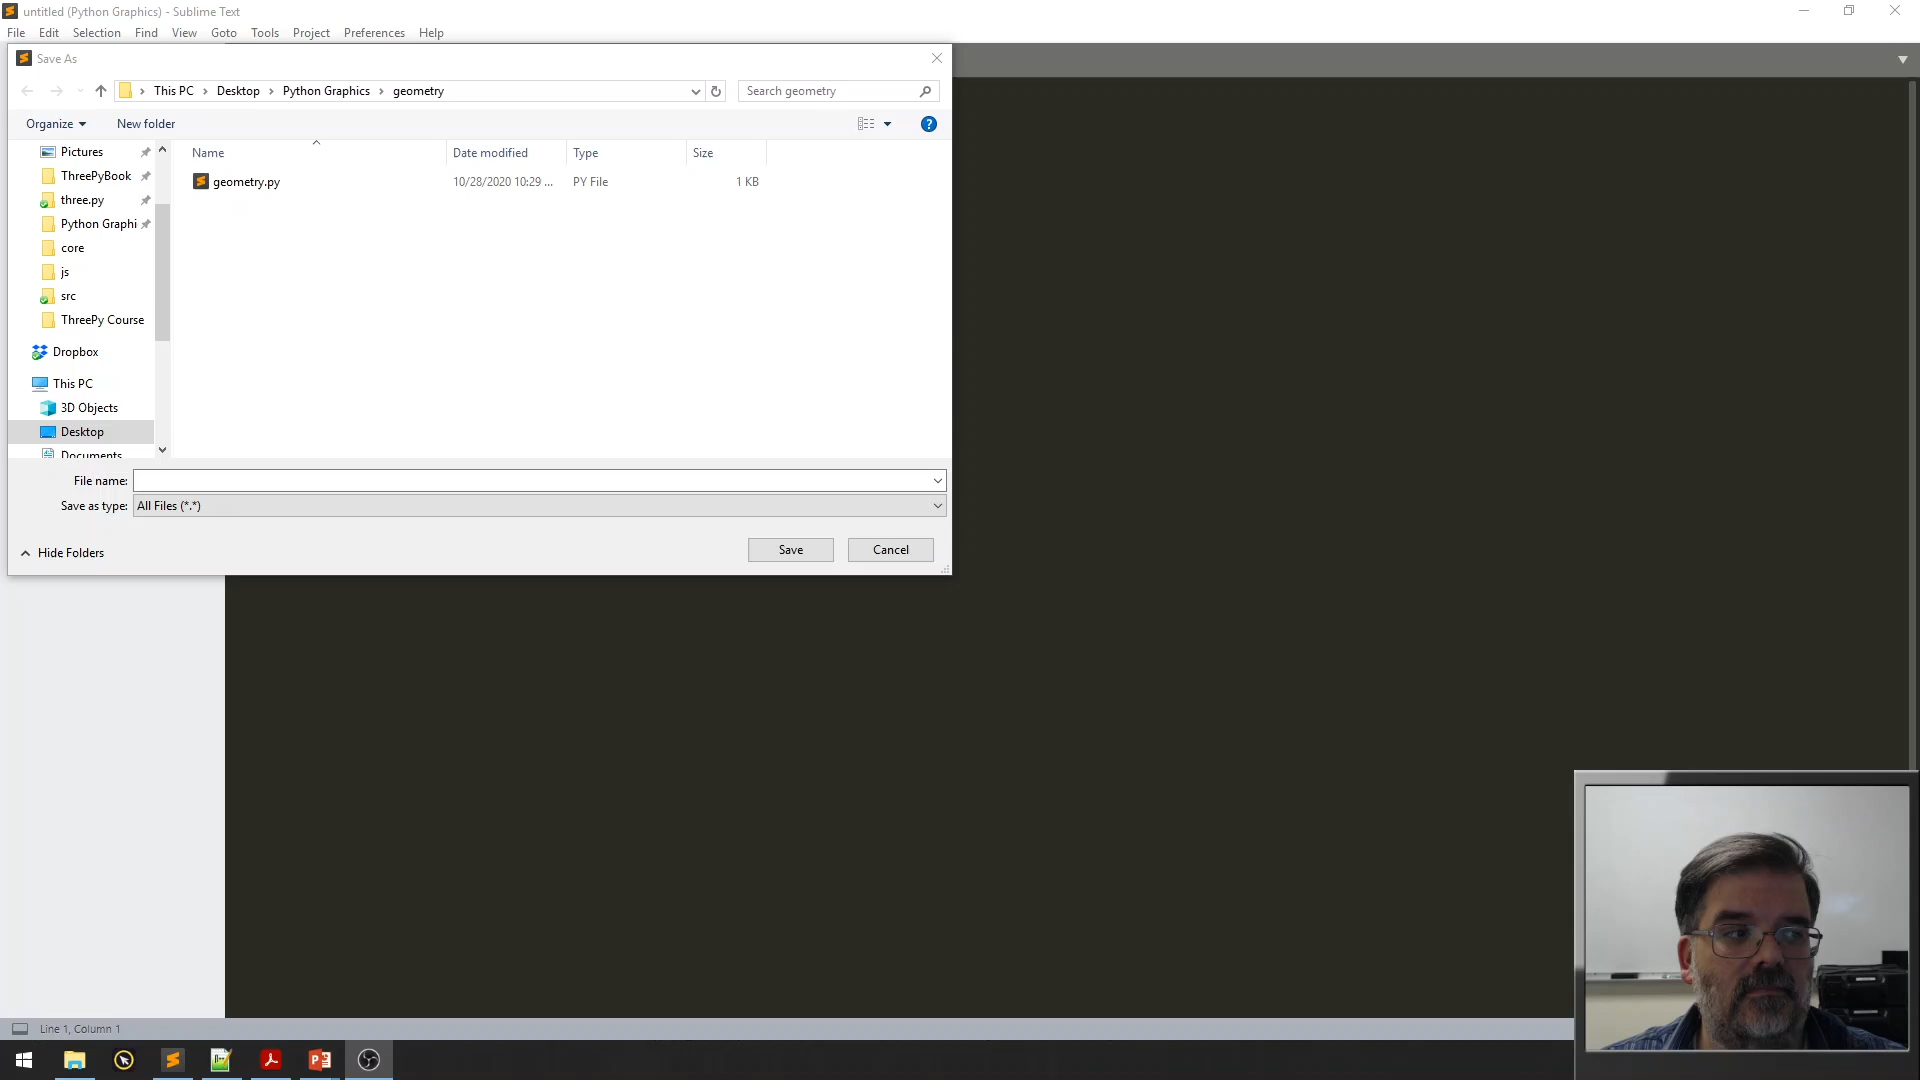 untitled (Python Graphics) - Sublime Text
File Edit Selection Find View Goto Tools Project Preferences Help
Save As
This PC > Desktop > Python Graphics > geometry
Search geometry
Organize New folder
Name Date modified Type Size
geometry.py 10/28/2020 10:29 ... PY File 1 KB
Pictures
ThreePyBook
three.py
Python Graphi
core
js
src
ThreePy Course
Dropbox
This PC
3D Objects
Desktop
Documents
File name:
Save as type: All Files (*.*)
Hide Folders
Save Cancel
Line 1, Column 1